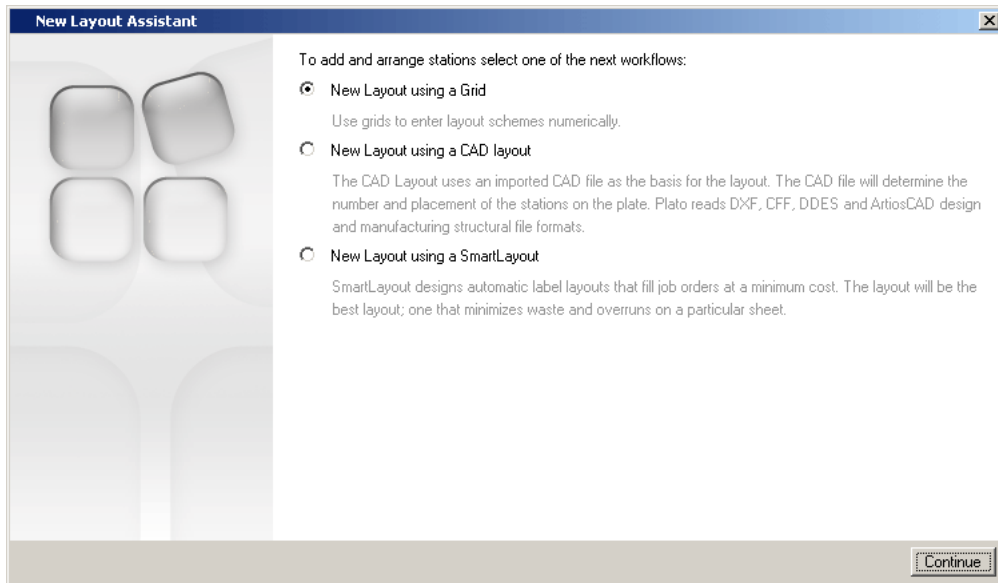 New Layout Assistant
To add and arrange stations select one of the next workflows:
New Layout using a Grid
Use grids to enter layout schemes numerically.
New Layout using a CAD layout
The CAD Layout uses an imported CAD file as the basis for the layout. The CAD file will determine the
number and placement of the stations on the plate. Plato reads DXF, CFF, DDES and ArtiosCAD design
and manufacturing structural file formats.
New Layout using a SmartLayout
SmartLayout designs automatic label layouts that fill job orders at a minimum cost. The layout will be the
best layout; one that minimizes waste and overruns on a particular sheet.
Continue